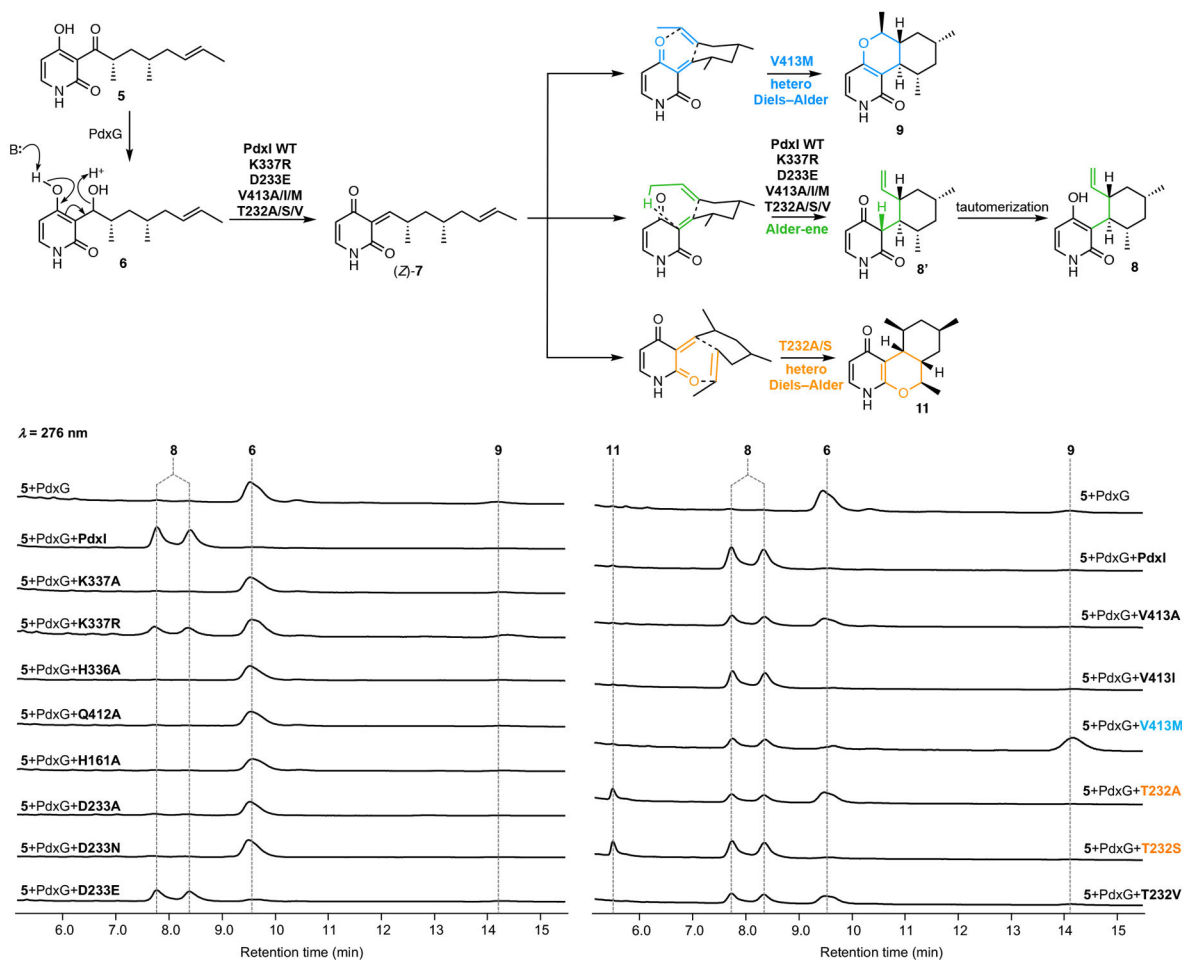 OH
O
N
H
O
5
PdxG
B:
H
H⁺
O
OH
N
H
O
6
PdxI WT
K337R
D233E
V413A/I/M
T232A/S/V
O
O
N
H
(Z)-7
O
O
N
H
V413M
hetero
Diels–Alder
O
H
H
O
N
H
9
H
O
O
N
H
PdxI WT
K337R
D233E
V413A/I/M
T232A/S/V
Alder-ene
H
O
H
H
O
N
H
8'
tautomerization
OH
H
H
O
N
H
8
O
N
H
O
T232A/S
hetero
Diels–Alder
O
H
H
N
H
O
11
λ = 276 nm
8 6 9
5+PdxG
5+PdxG+PdxI
5+PdxG+K337A
5+PdxG+K337R
5+PdxG+H336A
5+PdxG+Q412A
5+PdxG+H161A
5+PdxG+D233A
5+PdxG+D233N
5+PdxG+D233E
6.0 7.0 8.0 9.0 10 11 12 13 14 15
Retention time (min)
11 8 6 9
5+PdxG
5+PdxG+PdxI
5+PdxG+V413A
5+PdxG+V413I
5+PdxG+V413M
5+PdxG+T232A
5+PdxG+T232S
5+PdxG+T232V
6.0 7.0 8.0 9.0 10 11 12 13 14 15
Retention time (min)